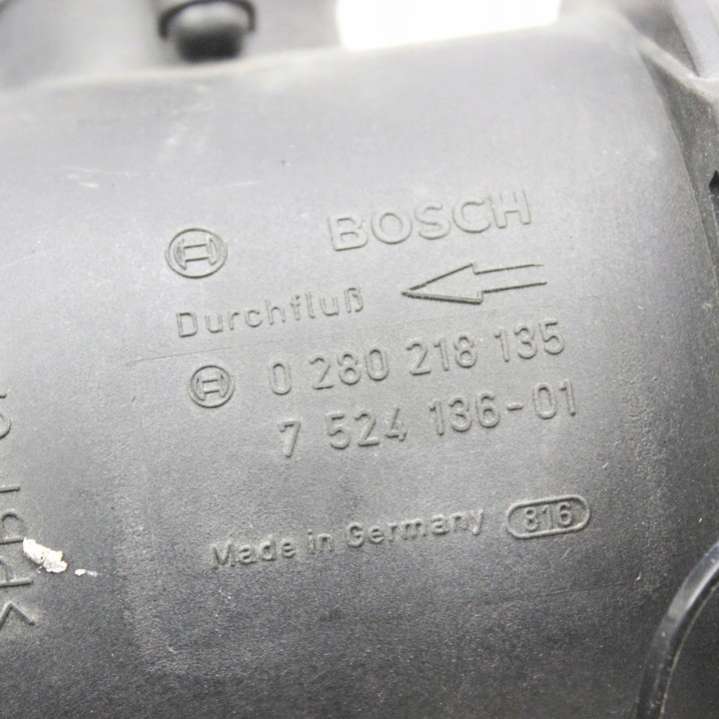 BOSCH
Durchfluß
0 280 218 135
7 524 136-01
Made in Germany 816